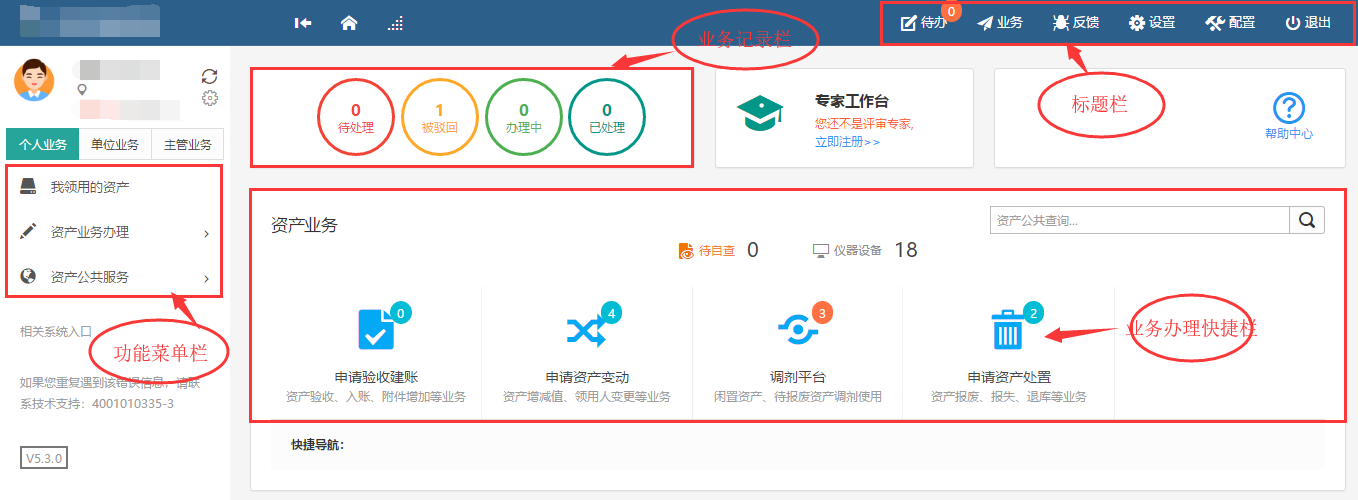 待办
0
业务
反馈
设置
配置
退出
业务记录栏
标题栏
个人业务
单位业务
主管业务
0
待处理
1
被驳回
0
办理中
0
已处理
专家工作台
您还不是评审专家,
立即注册>>
帮助中心
我领用的资产
资产业务办理
资产公共服务
功能菜单栏
相关系统入口
如果您重复遇到该错误信息，请联
系技术支持：4001010335-3
V5.3.0
资产业务
资产公共查询...
待自查 0
仪器设备 18
0
申请验收建账
资产验收、入账、附件增加等业务
4
申请资产变动
资产增减值、领用人变更等业务
3
调剂平台
闲置资产、待报废资产调剂使用
2
申请资产处置
资产报废、报失、退库等业务
业务办理快捷栏
快捷导航：